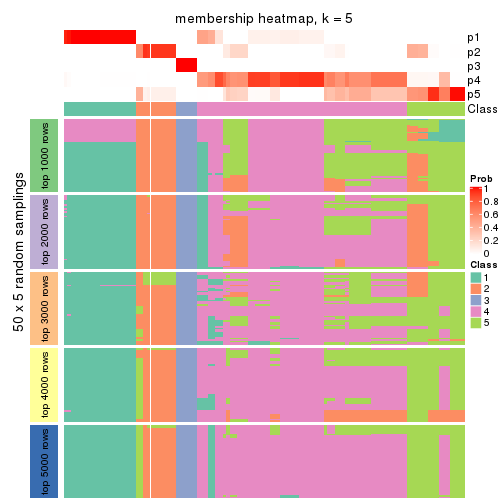 membership heatmap, k = 5
p1
p2
p3
p4
p5
Class
50 x 5 random samplings
top 1000 rows
top 2000 rows
top 3000 rows
top 4000 rows
top 5000 rows
Prob
1
0.8
0.6
0.4
0.2
0
Class
1
2
3
4
5